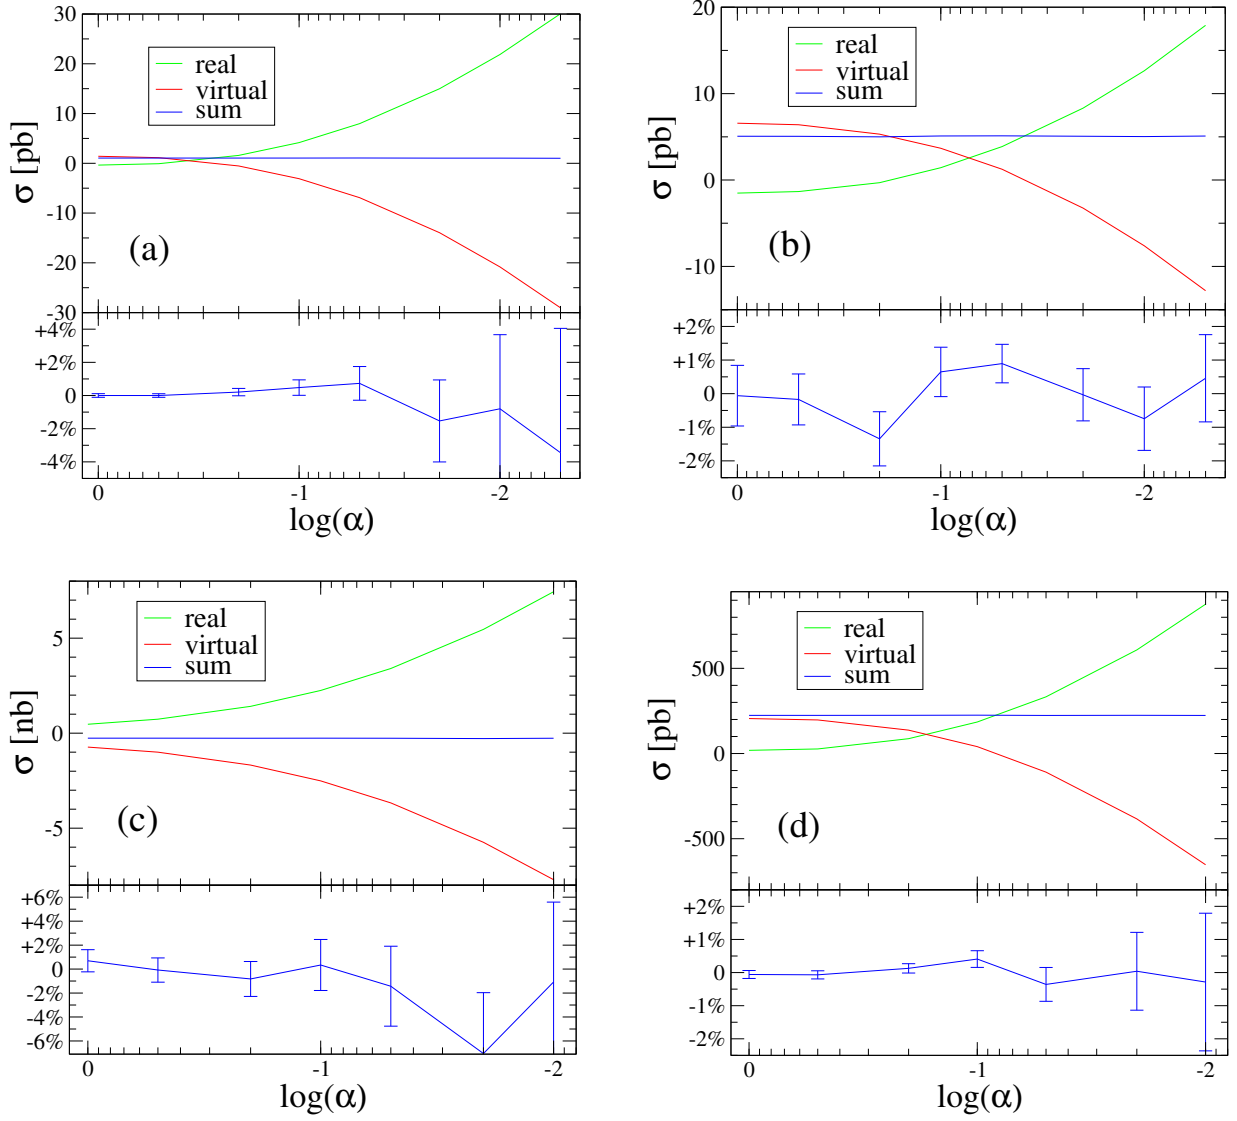 30
20
10
0
-10
-20
-30
σ [pb]
real
virtual
sum
(a)
+4%
+2%
0
-2%
-4%
0
-1
-2
log(α)
20
10
0
-10
σ [pb]
real
virtual
sum
(b)
+2%
+1%
0
-1%
-2%
0
-1
-2
log(α)
5
0
-5
σ [nb]
real
virtual
sum
(c)
+6%
+4%
+2%
0
-2%
-4%
-6%
0
-1
-2
log(α)
500
0
-500
σ [pb]
real
virtual
sum
(d)
+2%
+1%
0
-1%
-2%
0
-1
-2
log(α)